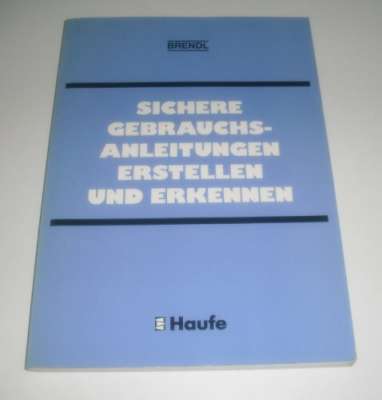 BRENDL
SICHERE
GEBRAUCHS-
ANLEITUNGEN
ERSTELLEN
UND ERKENNEN
Haufe